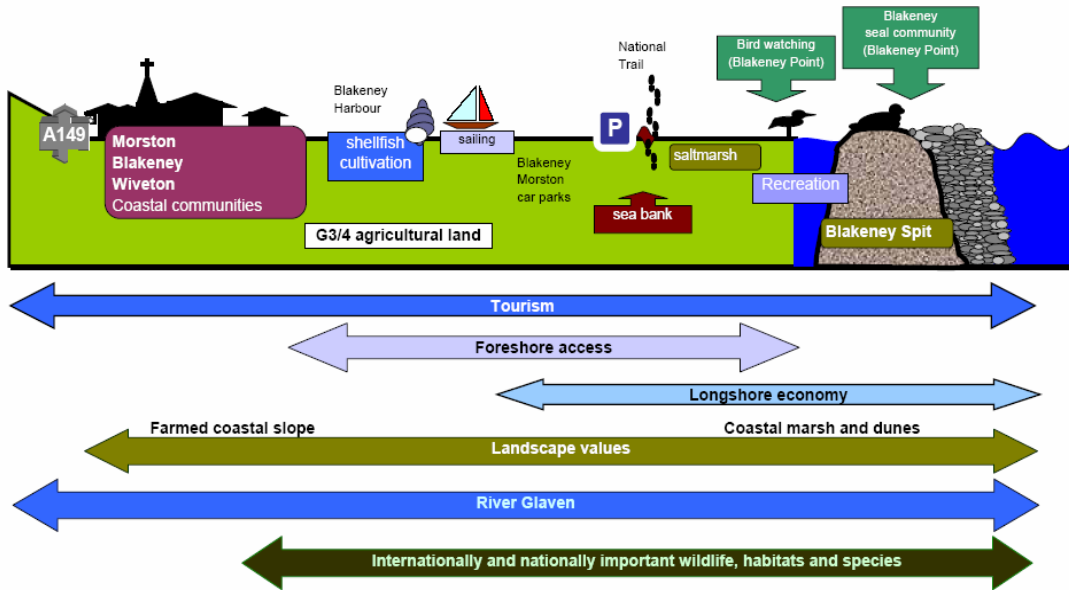 Blakeney
seal community
(Blakeney Point)
Bird watching
(Blakeney Point)
National
Trail
Blakeney
Harbour
A149
Morston
Blakeney
Wiveton
Coastal communities
shellfish
cultivation
sailing
P
saltmarsh
Blakeney
Morston
car parks
Recreation
sea bank
Blakeney Spit
G3/4 agricultural land
Tourism
Foreshore access
Longshore economy
Farmed coastal slope
Coastal marsh and dunes
Landscape values
River Glaven
Internationally and nationally important wildlife, habitats and species